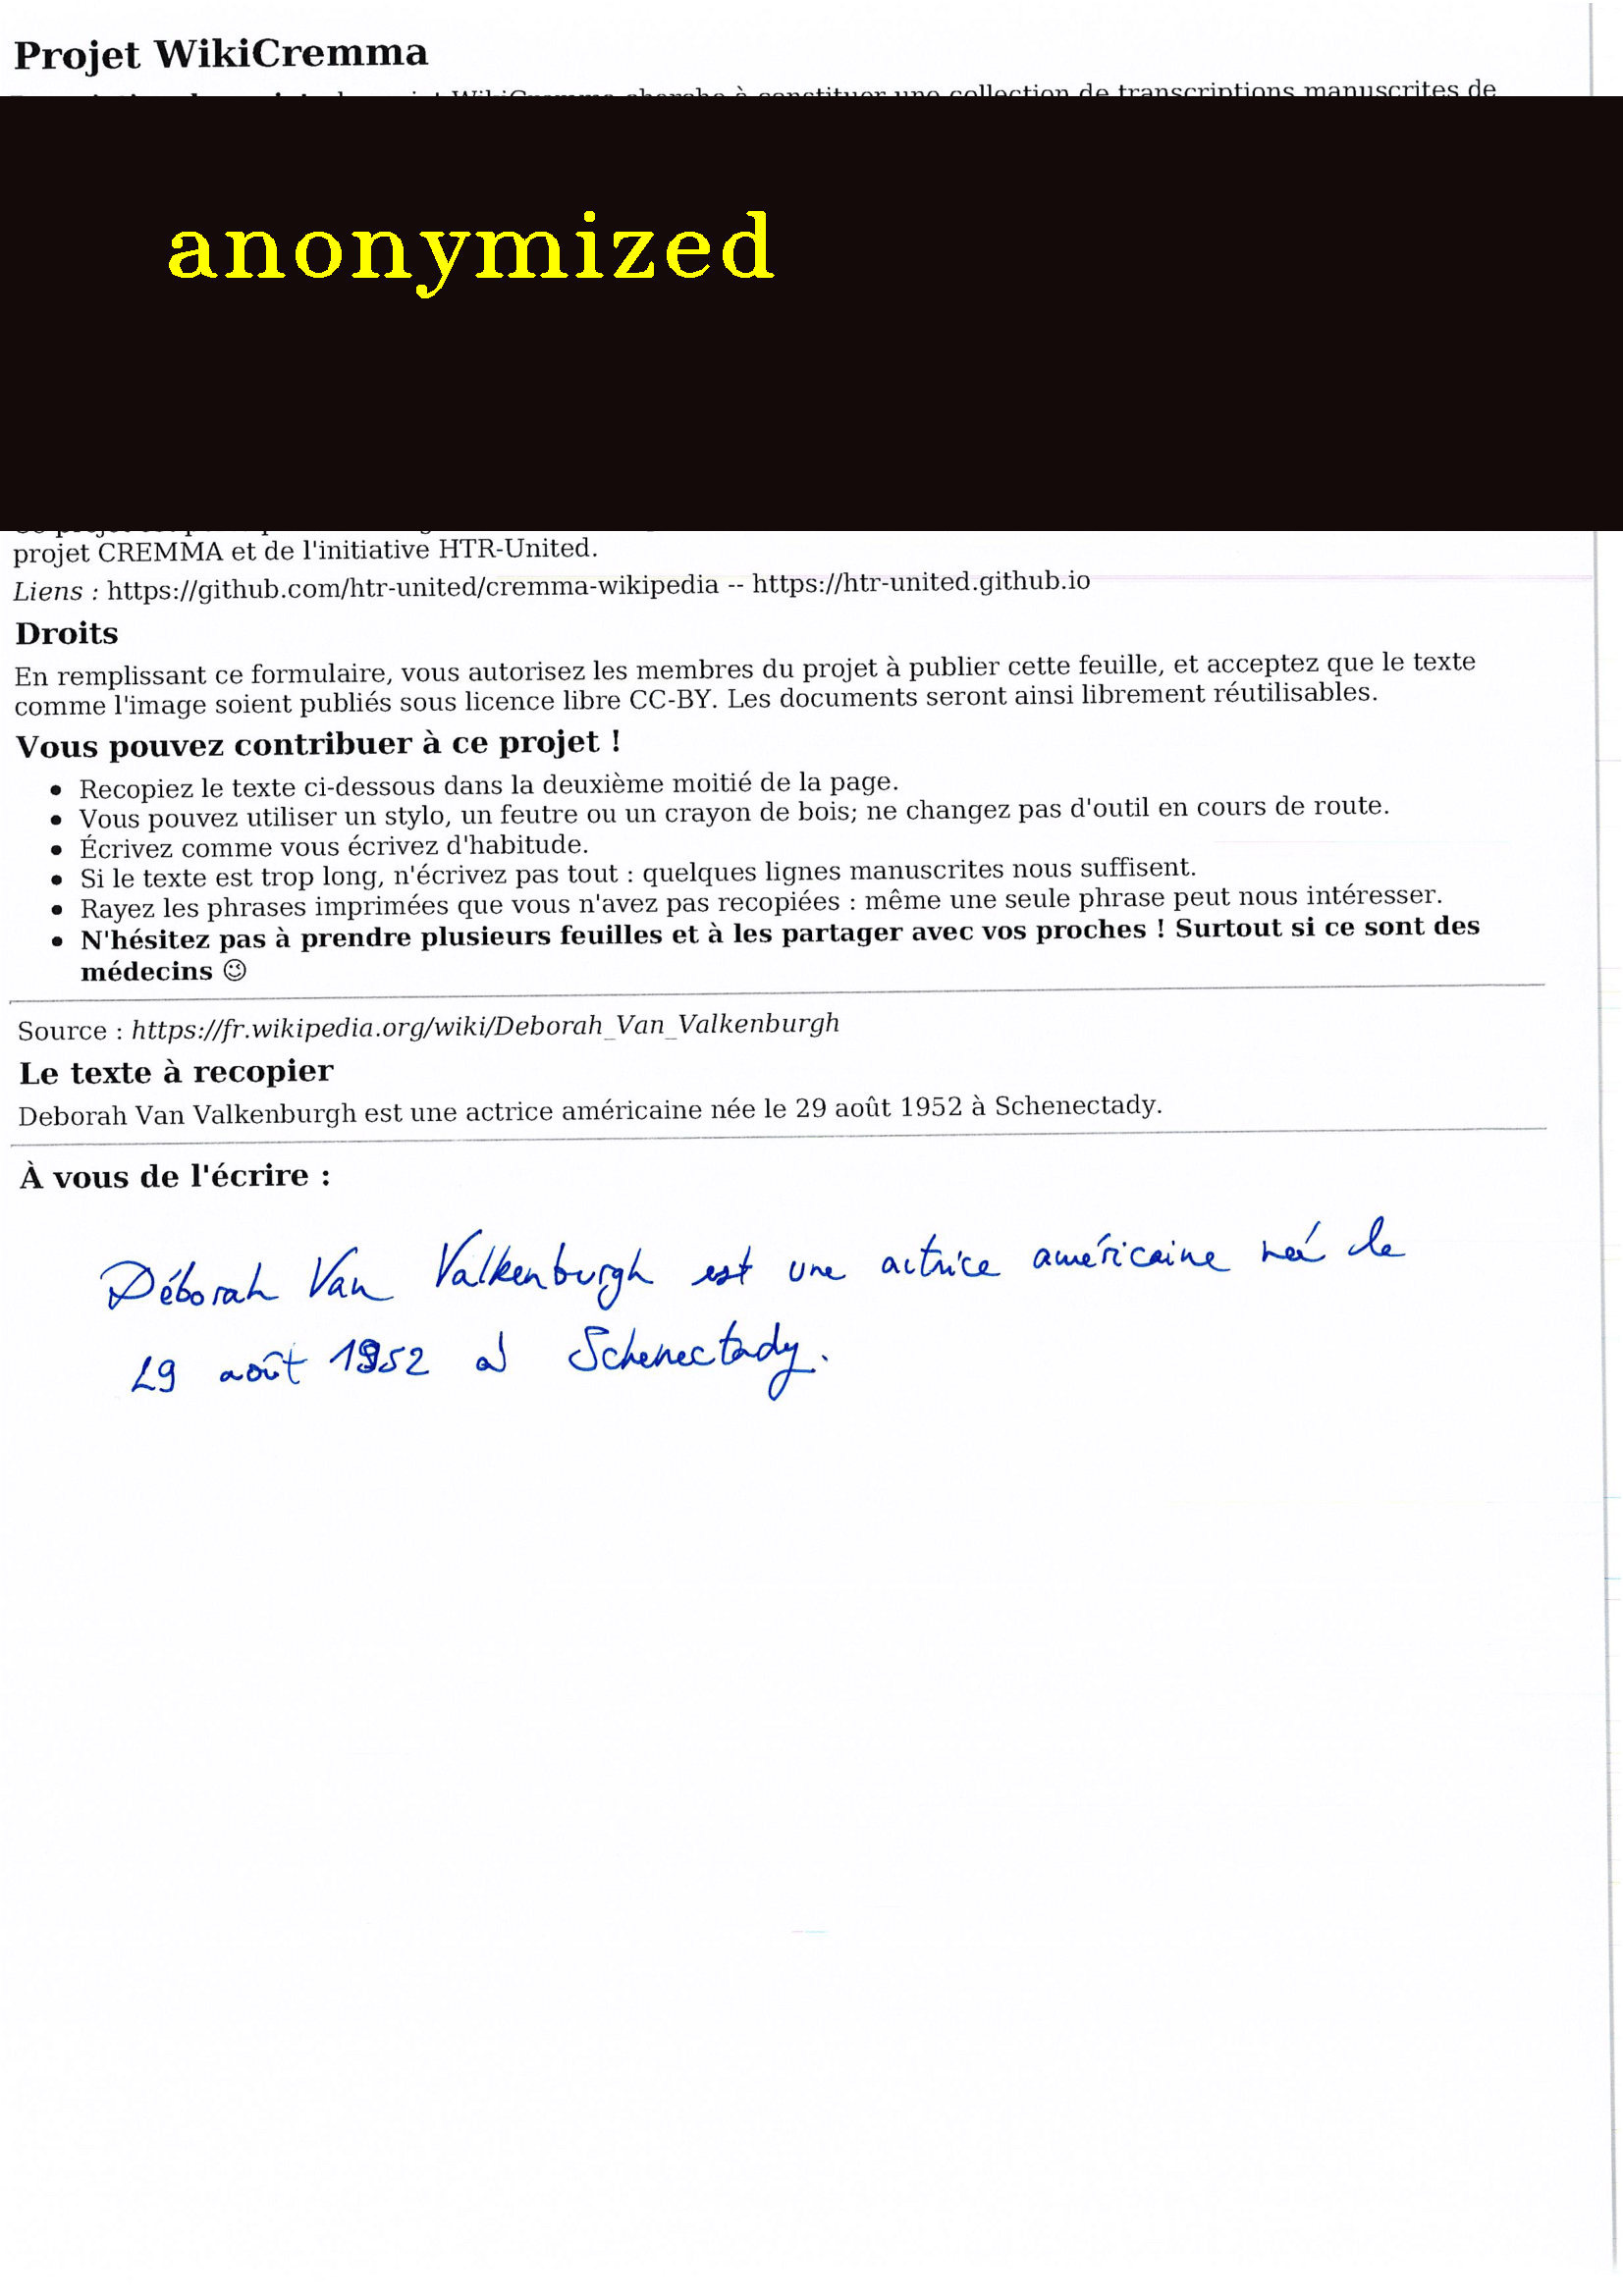 Projet WikiCremma
anonymized
projet CREMMA et de l'initiative HTR-United.
Liens : https://github.com/htr-united/cremma-wikipedia -- https://htr-united.github.io
Droits
En remplissant ce formulaire, vous autorisez les membres du projet à publier cette feuille, et acceptez que le texte
comme l'image soient publiés sous licence libre CC-BY. Les documents seront ainsi librement réutilisables.
Vous pouvez contribuer à ce projet !
• Recopiez le texte ci-dessous dans la deuxième moitié de la page.
• Vous pouvez utiliser un stylo, un feutre ou un crayon de bois; ne changez pas d'outil en cours de route.
• Écrivez comme vous écrivez d'habitude.
• Si le texte est trop long, n'écrivez pas tout : quelques lignes manuscrites nous suffisent.
• Rayez les phrases imprimées que vous n'avez pas recopiées : même une seule phrase peut nous intéresser.
• N'hésitez pas à prendre plusieurs feuilles et à les partager avec vos proches ! Surtout si ce sont des
médecins 😉
Source : https://fr.wikipedia.org/wiki/Deborah_Van_Valkenburgh
Le texte à recopier
Deborah Van Valkenburgh est une actrice américaine née le 29 août 1952 à Schenectady.
À vous de l'écrire :
Déborah Van Valkenburgh est une actrice américaine née le
29 août 1952 à Schenectady.